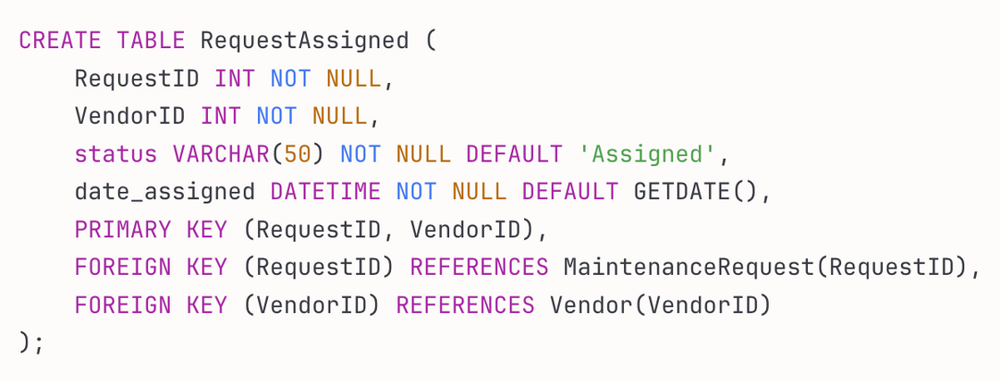 CREATE TABLE RequestAssigned (
    RequestID INT NOT NULL,
    VendorID INT NOT NULL,
    status VARCHAR(50) NOT NULL DEFAULT 'Assigned',
    date_assigned DATETIME NOT NULL DEFAULT GETDATE(),
    PRIMARY KEY (RequestID, VendorID),
    FOREIGN KEY (RequestID) REFERENCES MaintenanceRequest(RequestID),
    FOREIGN KEY (VendorID) REFERENCES Vendor(VendorID)
);